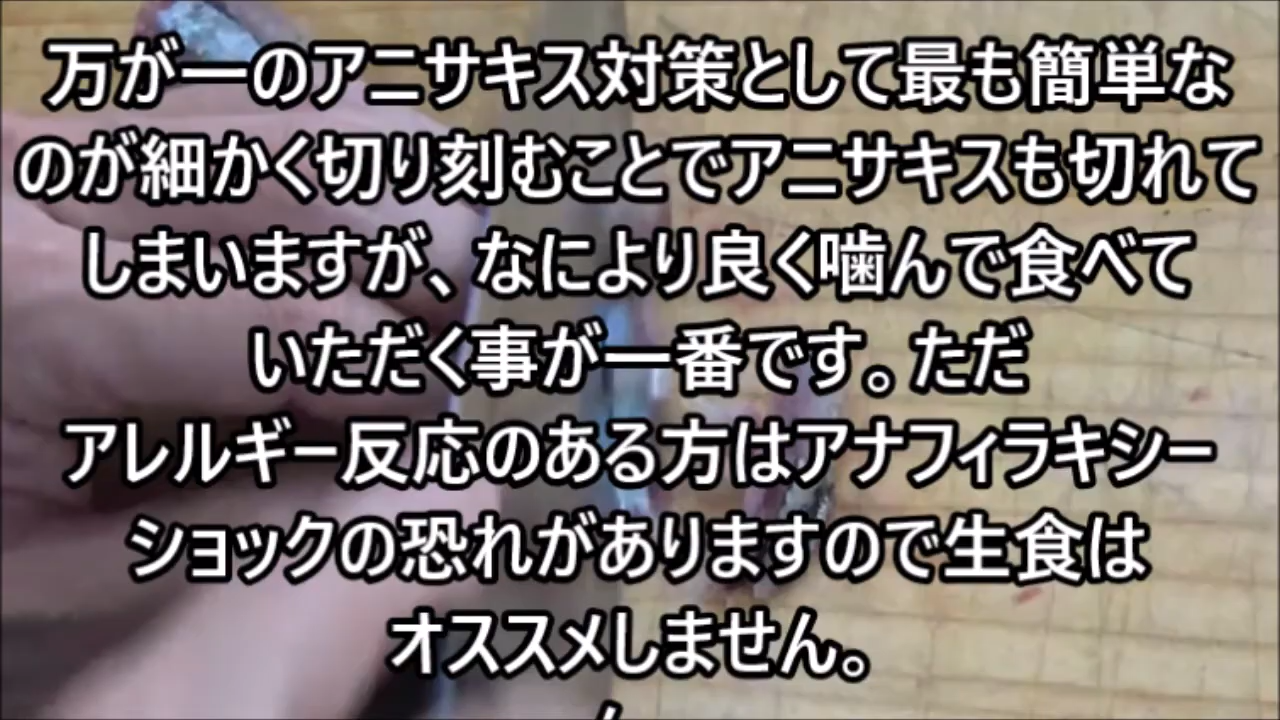 万が一のアニサキス対策として最も簡単な
のが細かく切り刻むことでアニサキスも切れて
しまいますが、なにより良く噛んで食べて
いただく事が一番です。ただ
アレルギー反応のある方はアナフィラキシー
ショックの恐れがありますので生食は
オススメしません。